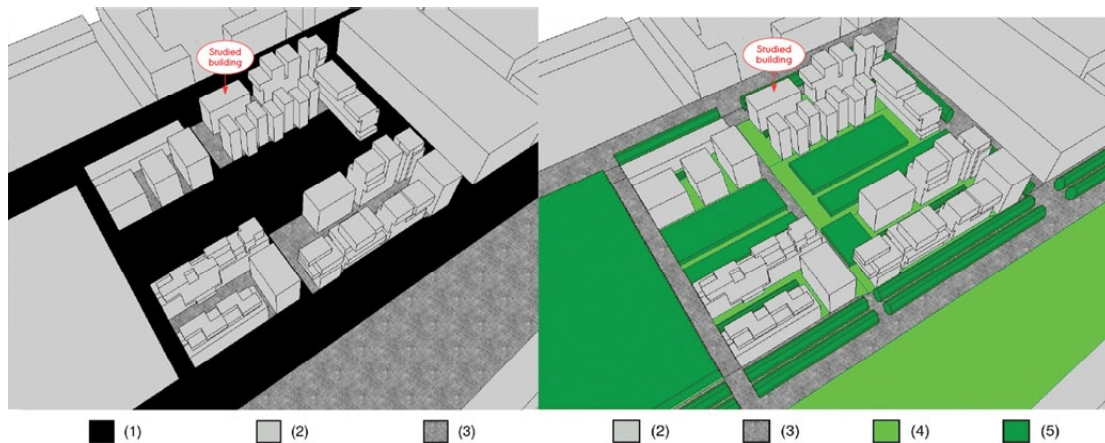 Studied
building
Studied
building
(1)
(2)
(3)
(2)
(3)
(4)
(5)